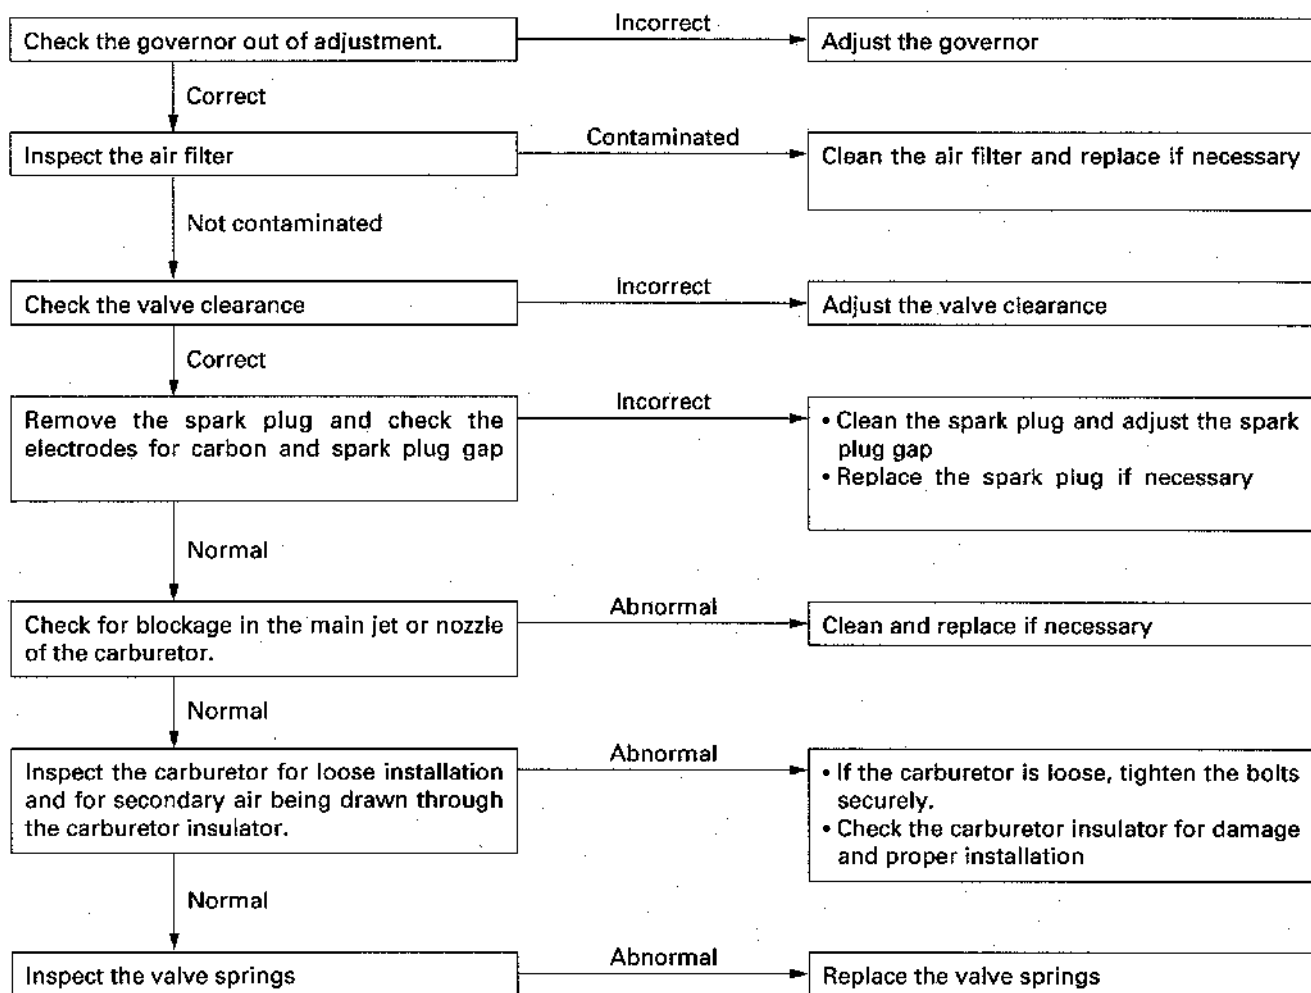 Check the governor out of adjustment.
Incorrect
Adjust the governor
Correct
Inspect the air filter
Contaminated
Clean the air filter and replace if necessary
Not contaminated
Check the valve clearance
Incorrect
Adjust the valve clearance
Correct
Remove the spark plug and check the
electrodes for carbon and spark plug gap
Incorrect
• Clean the spark plug and adjust the spark
plug gap
• Replace the spark plug if necessary
Normal
Check for blockage in the main jet or nozzle
of the carburetor.
Abnormal
Clean and replace if necessary
Normal
Inspect the carburetor for loose installation
and for secondary air being drawn through
the carburetor insulator.
Abnormal
• If the carburetor is loose, tighten the bolts
securely.
• Check the carburetor insulator for damage
and proper installation
Normal
Inspect the valve springs
Abnormal
Replace the valve springs